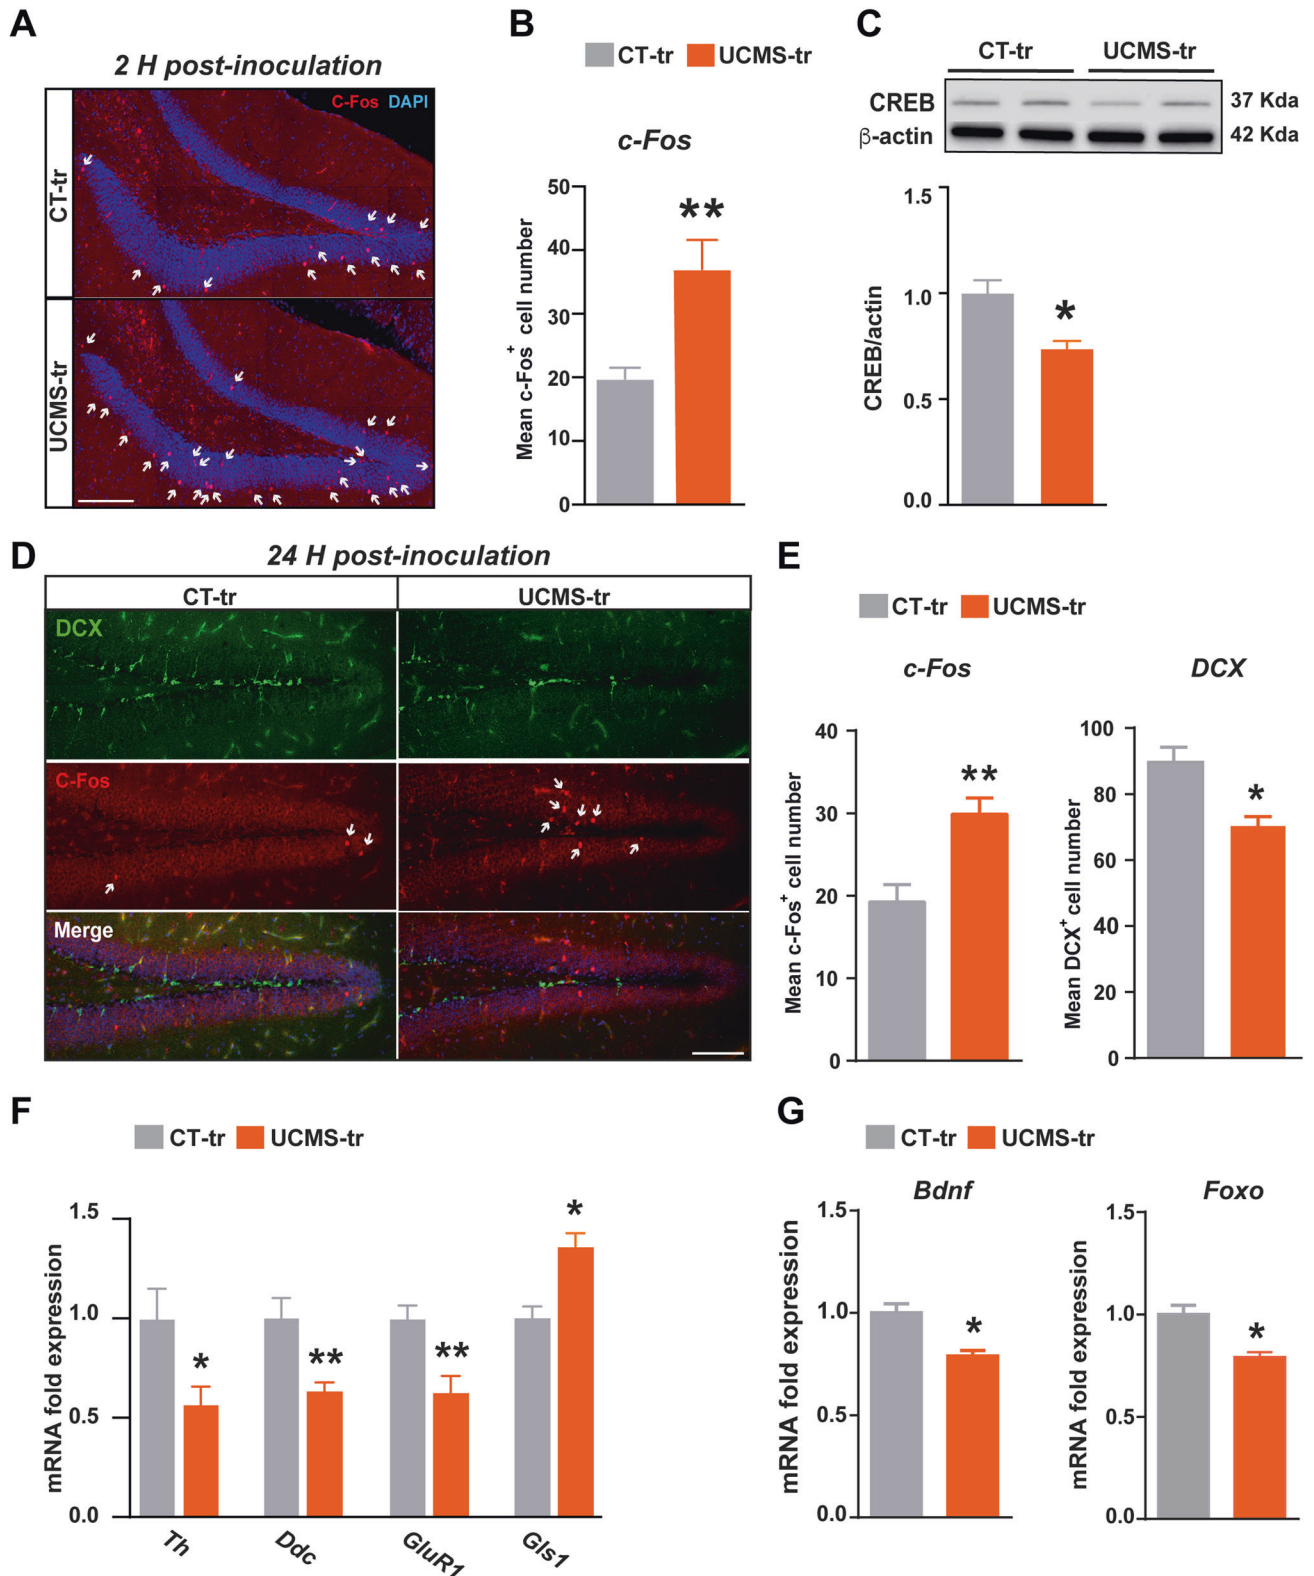 A
2 H post-inoculation
C-Fos DAPI
CT-tr
UCMS-tr
B
CT-tr UCMS-tr
c-Fos
Mean c-Fos+ cell number
50
40
30
20
10
0
**
C
CT-tr UCMS-tr
CREB 37 Kda
β-actin 42 Kda
CREB/actin
1.5
1.0
0.5
0.0
*
D
24 H post-inoculation
CT-tr UCMS-tr
DCX
C-Fos
Merge
E
CT-tr UCMS-tr
c-Fos
Mean c-Fos+ cell number
40
30
20
10
0
**
DCX
Mean DCX+ cell number
100
80
60
40
20
0
*
F
CT-tr UCMS-tr
mRNA fold expression
1.5
1.0
0.5
0.0
* ** ** *
Th Ddc GluR1 Gls1
G
CT-tr UCMS-tr
Bdnf
mRNA fold expression
1.5
1.0
0.5
0.0
*
Foxo
mRNA fold expression
1.5
1.0
0.5
0.0
*